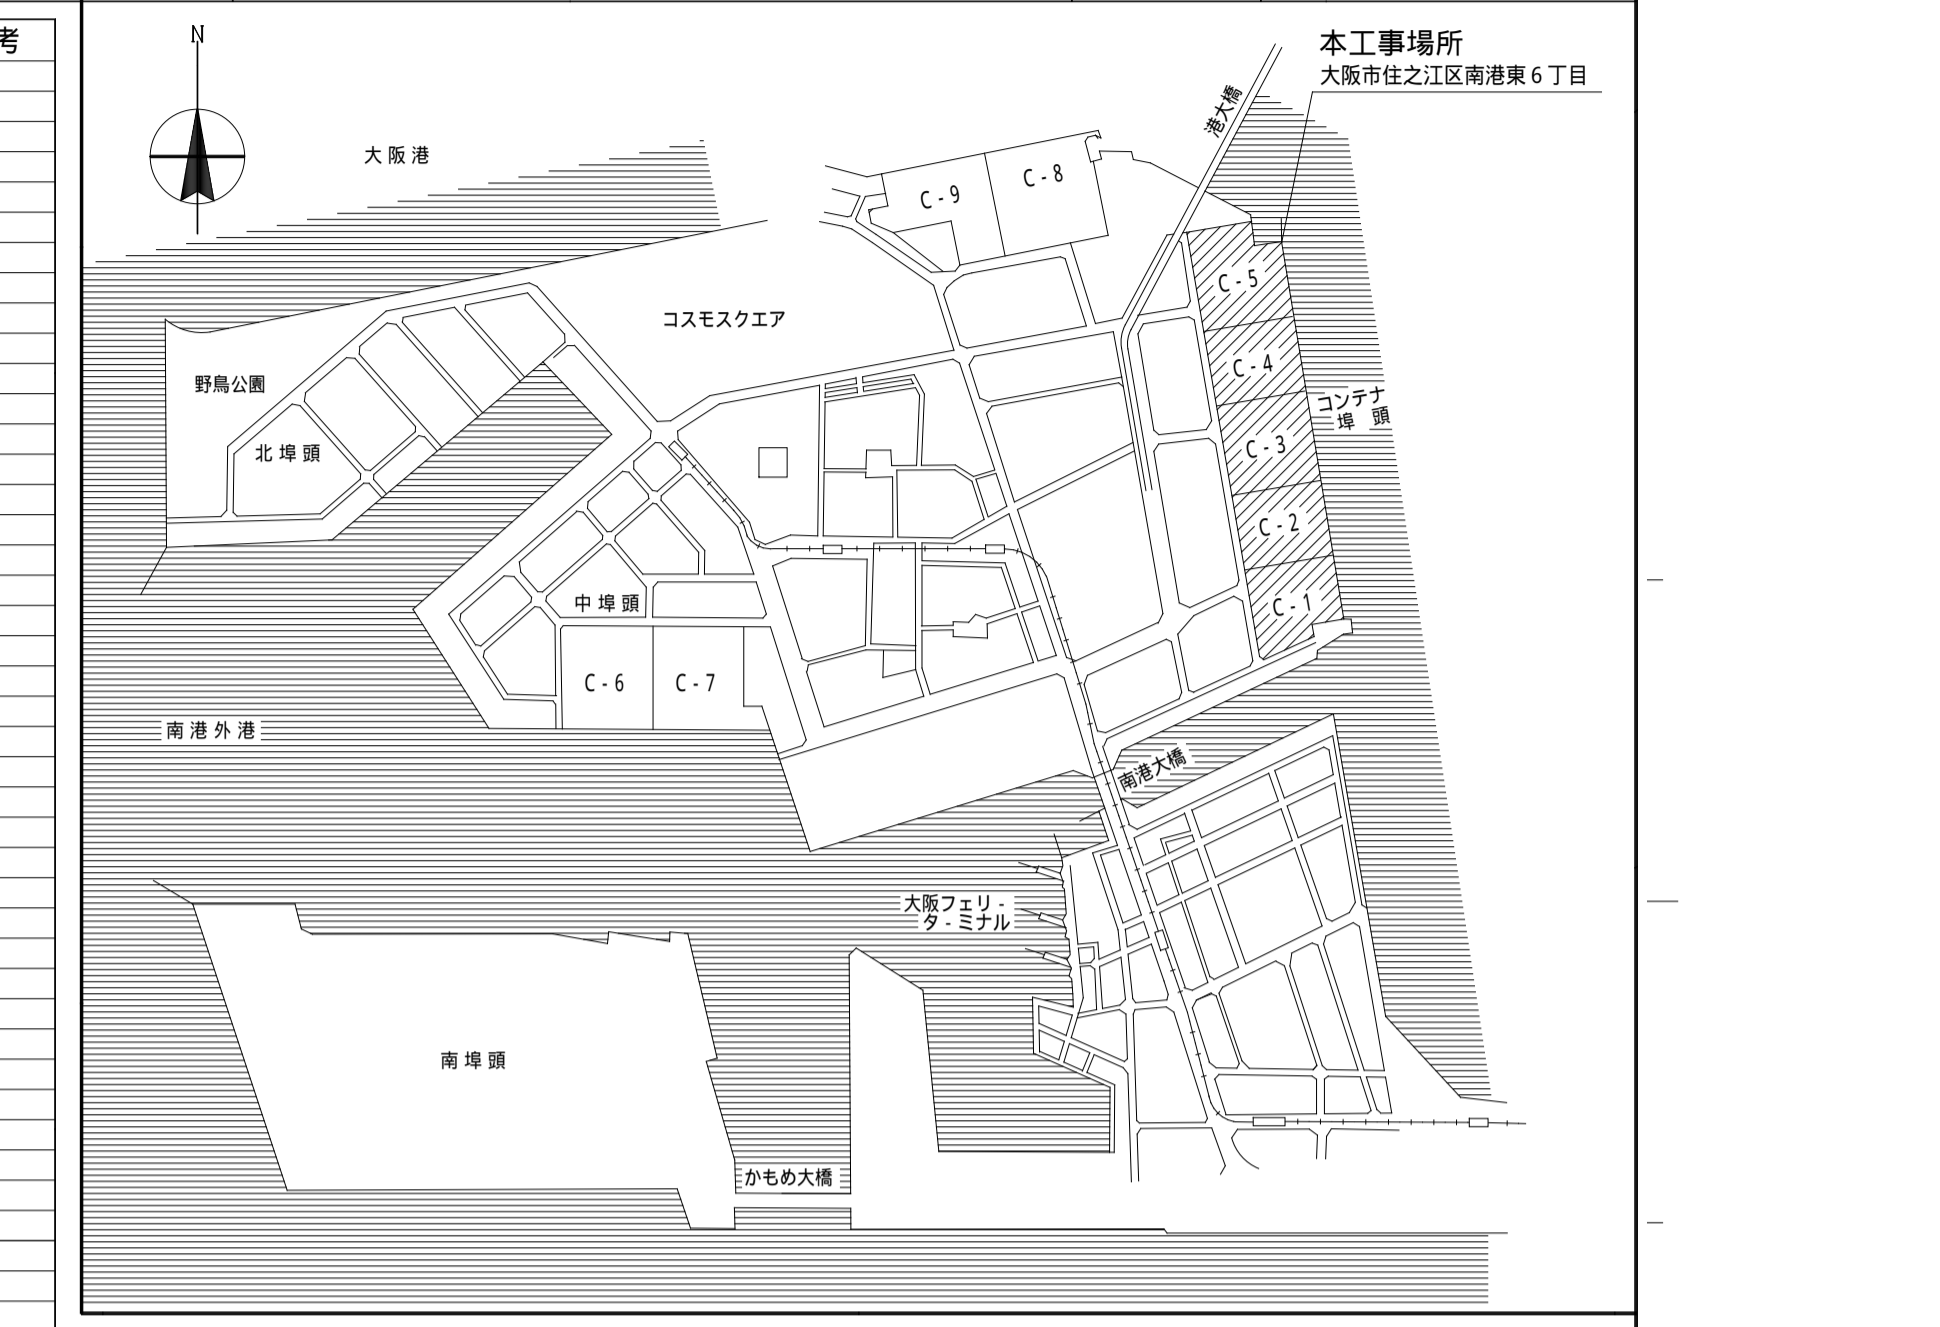 考
N
本工事場所
大阪市住之江区南港東６丁目
港大橋
大阪港
C-9
C-8
C-5
コスモスクエア
C-4
野鳥公園
コンテナ
埠 頭
北埠頭
C-3
C-2
中埠頭
C-1
C-6
C-7
南港外港
南港大橋
大阪フェリ-
タ-ミナル
南埠頭
かもめ大橋